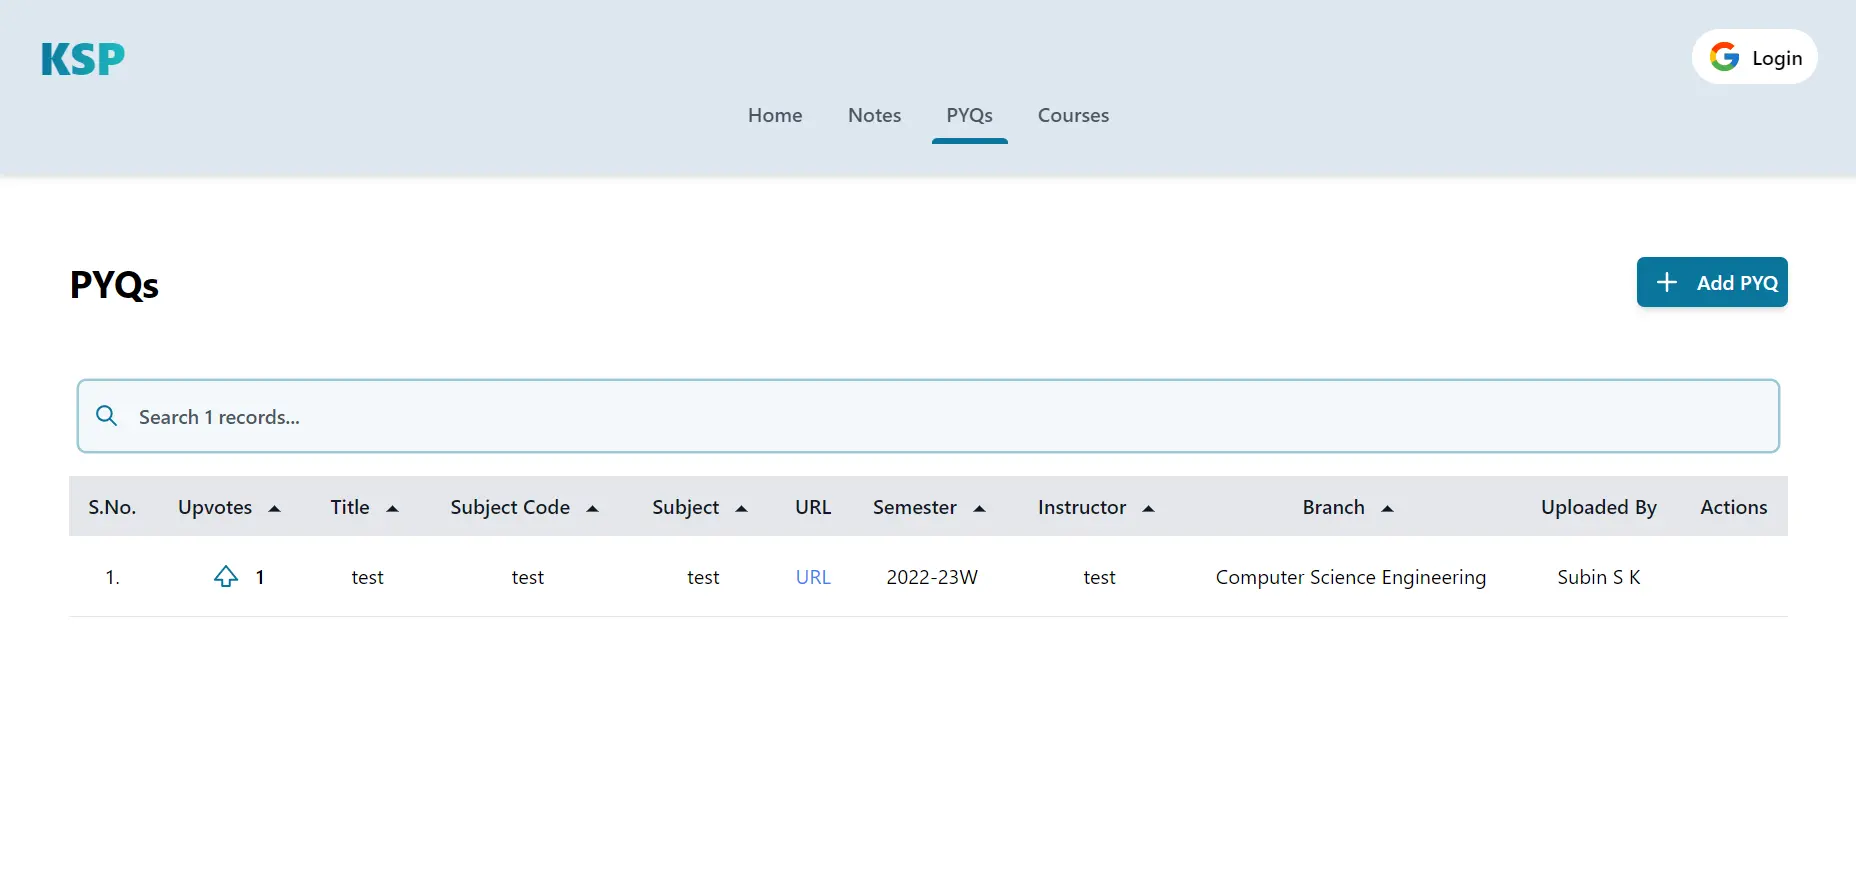 KSP
Login
Home Notes PYQs Courses
PYQs
Add PYQ
Search 1 records...
S.No. Upvotes Title Subject Code Subject URL Semester Instructor Branch Uploaded By Actions
1. 1 test test test URL 2022-23W test Computer Science Engineering Subin S K